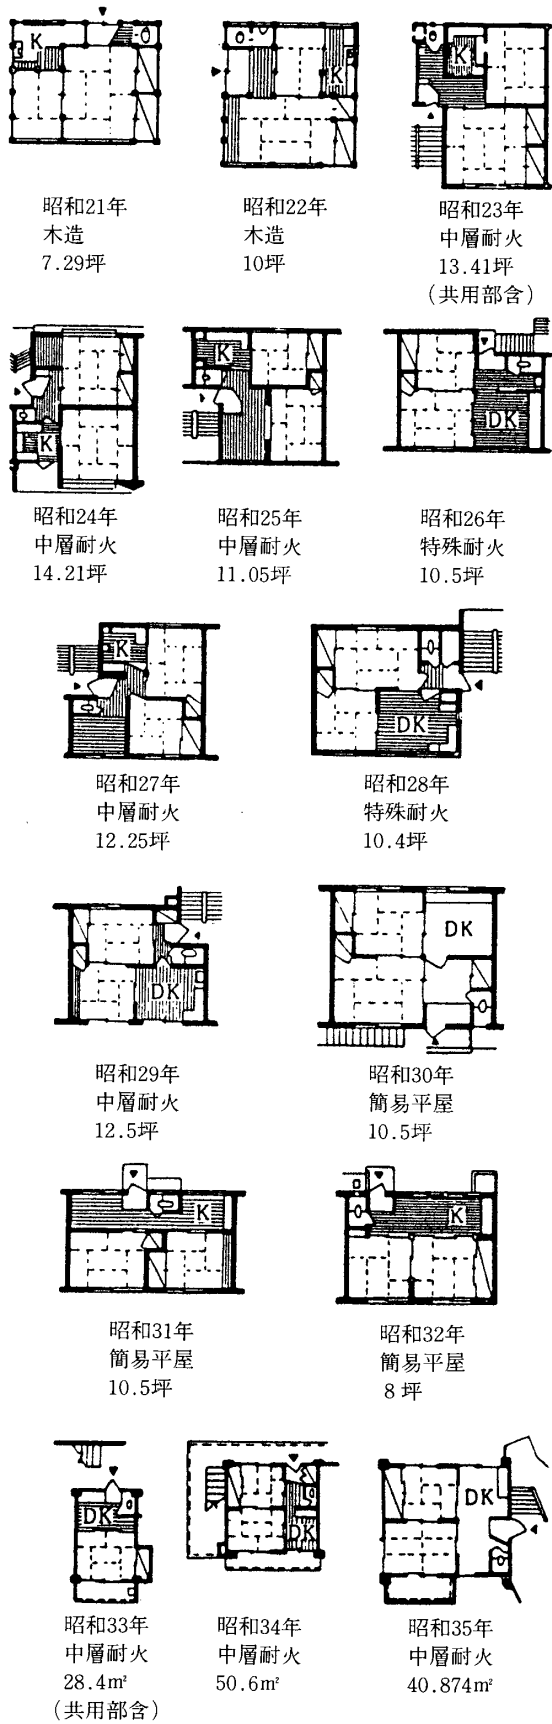 K
K
K
昭和21年
木造
7.29坪
昭和22年
木造
10坪
昭和23年
中層耐火
13.41坪
(共用部含)
K
K
DK
昭和24年
中層耐火
14.21坪
昭和25年
中層耐火
11.05坪
昭和26年
特殊耐火
10.5坪
K
DK
昭和27年
中層耐火
12.25坪
昭和28年
特殊耐火
10.4坪
DK
DK
昭和29年
中層耐火
12.5坪
昭和30年
簡易平屋
10.5坪
K
K
昭和31年
簡易平屋
10.5坪
昭和32年
簡易平屋
8坪
DK
DK
DK
昭和33年
中層耐火
28.4㎡
(共用部含)
昭和34年
中層耐火
50.6㎡
昭和35年
中層耐火
40.874㎡